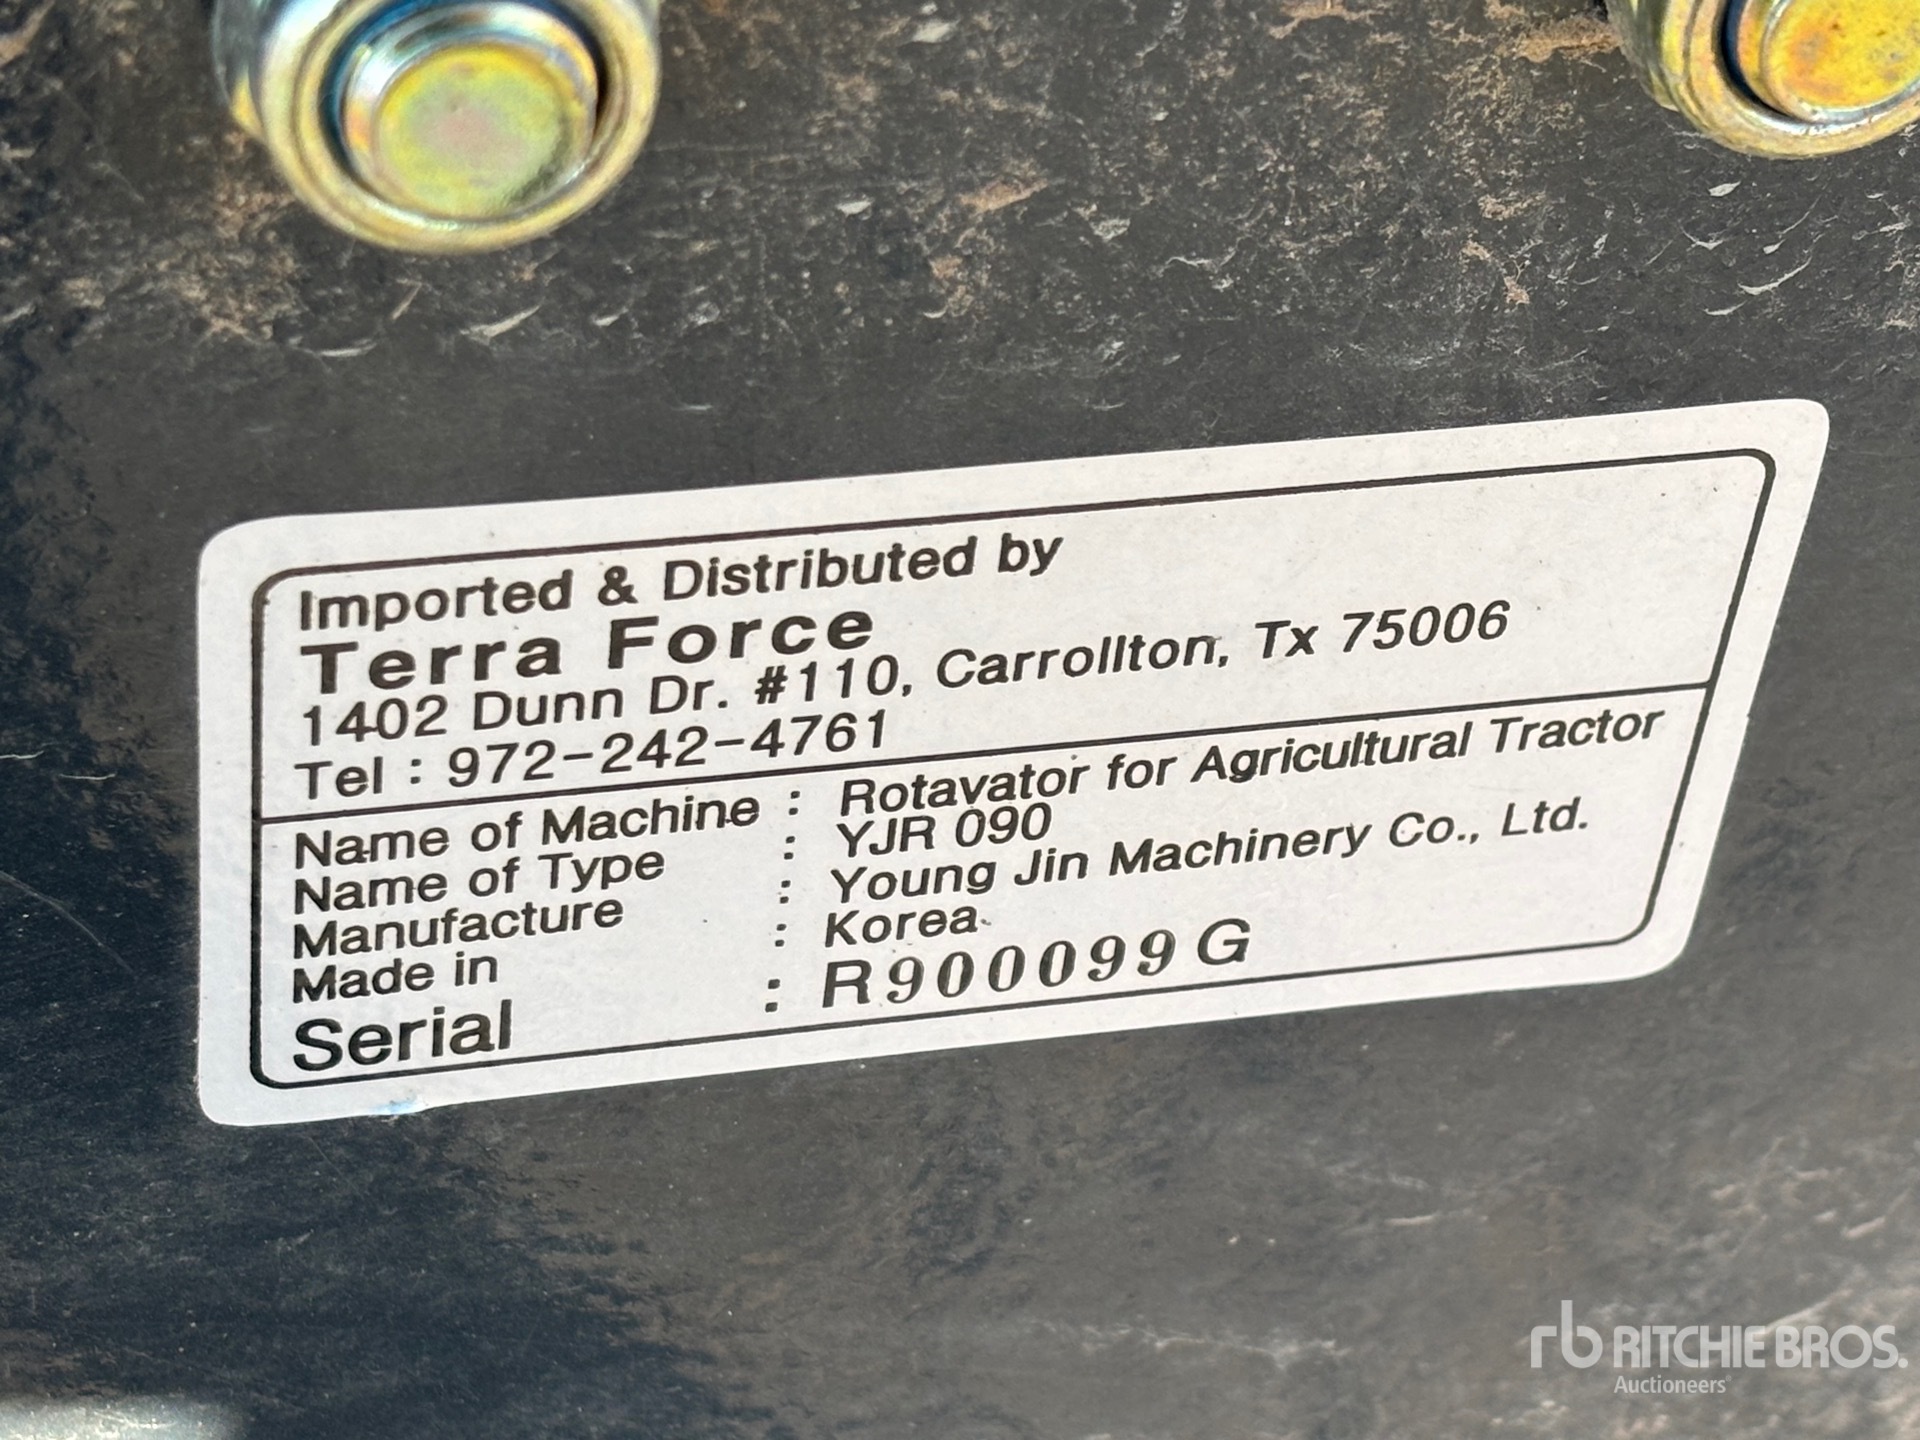 Imported & Distributed by
Terra Force
1402 Dunn Dr. #110, Carrollton, Tx 75006
Tel : 972-242-4761
Name of Machine : Rotavator for Agricultural Tractor
Name of Type : YJR 090
Manufacture : Young Jin Machinery Co., Ltd.
Made in : Korea
Serial : R900099G
rb RITCHIE BROS.
Auctioneers